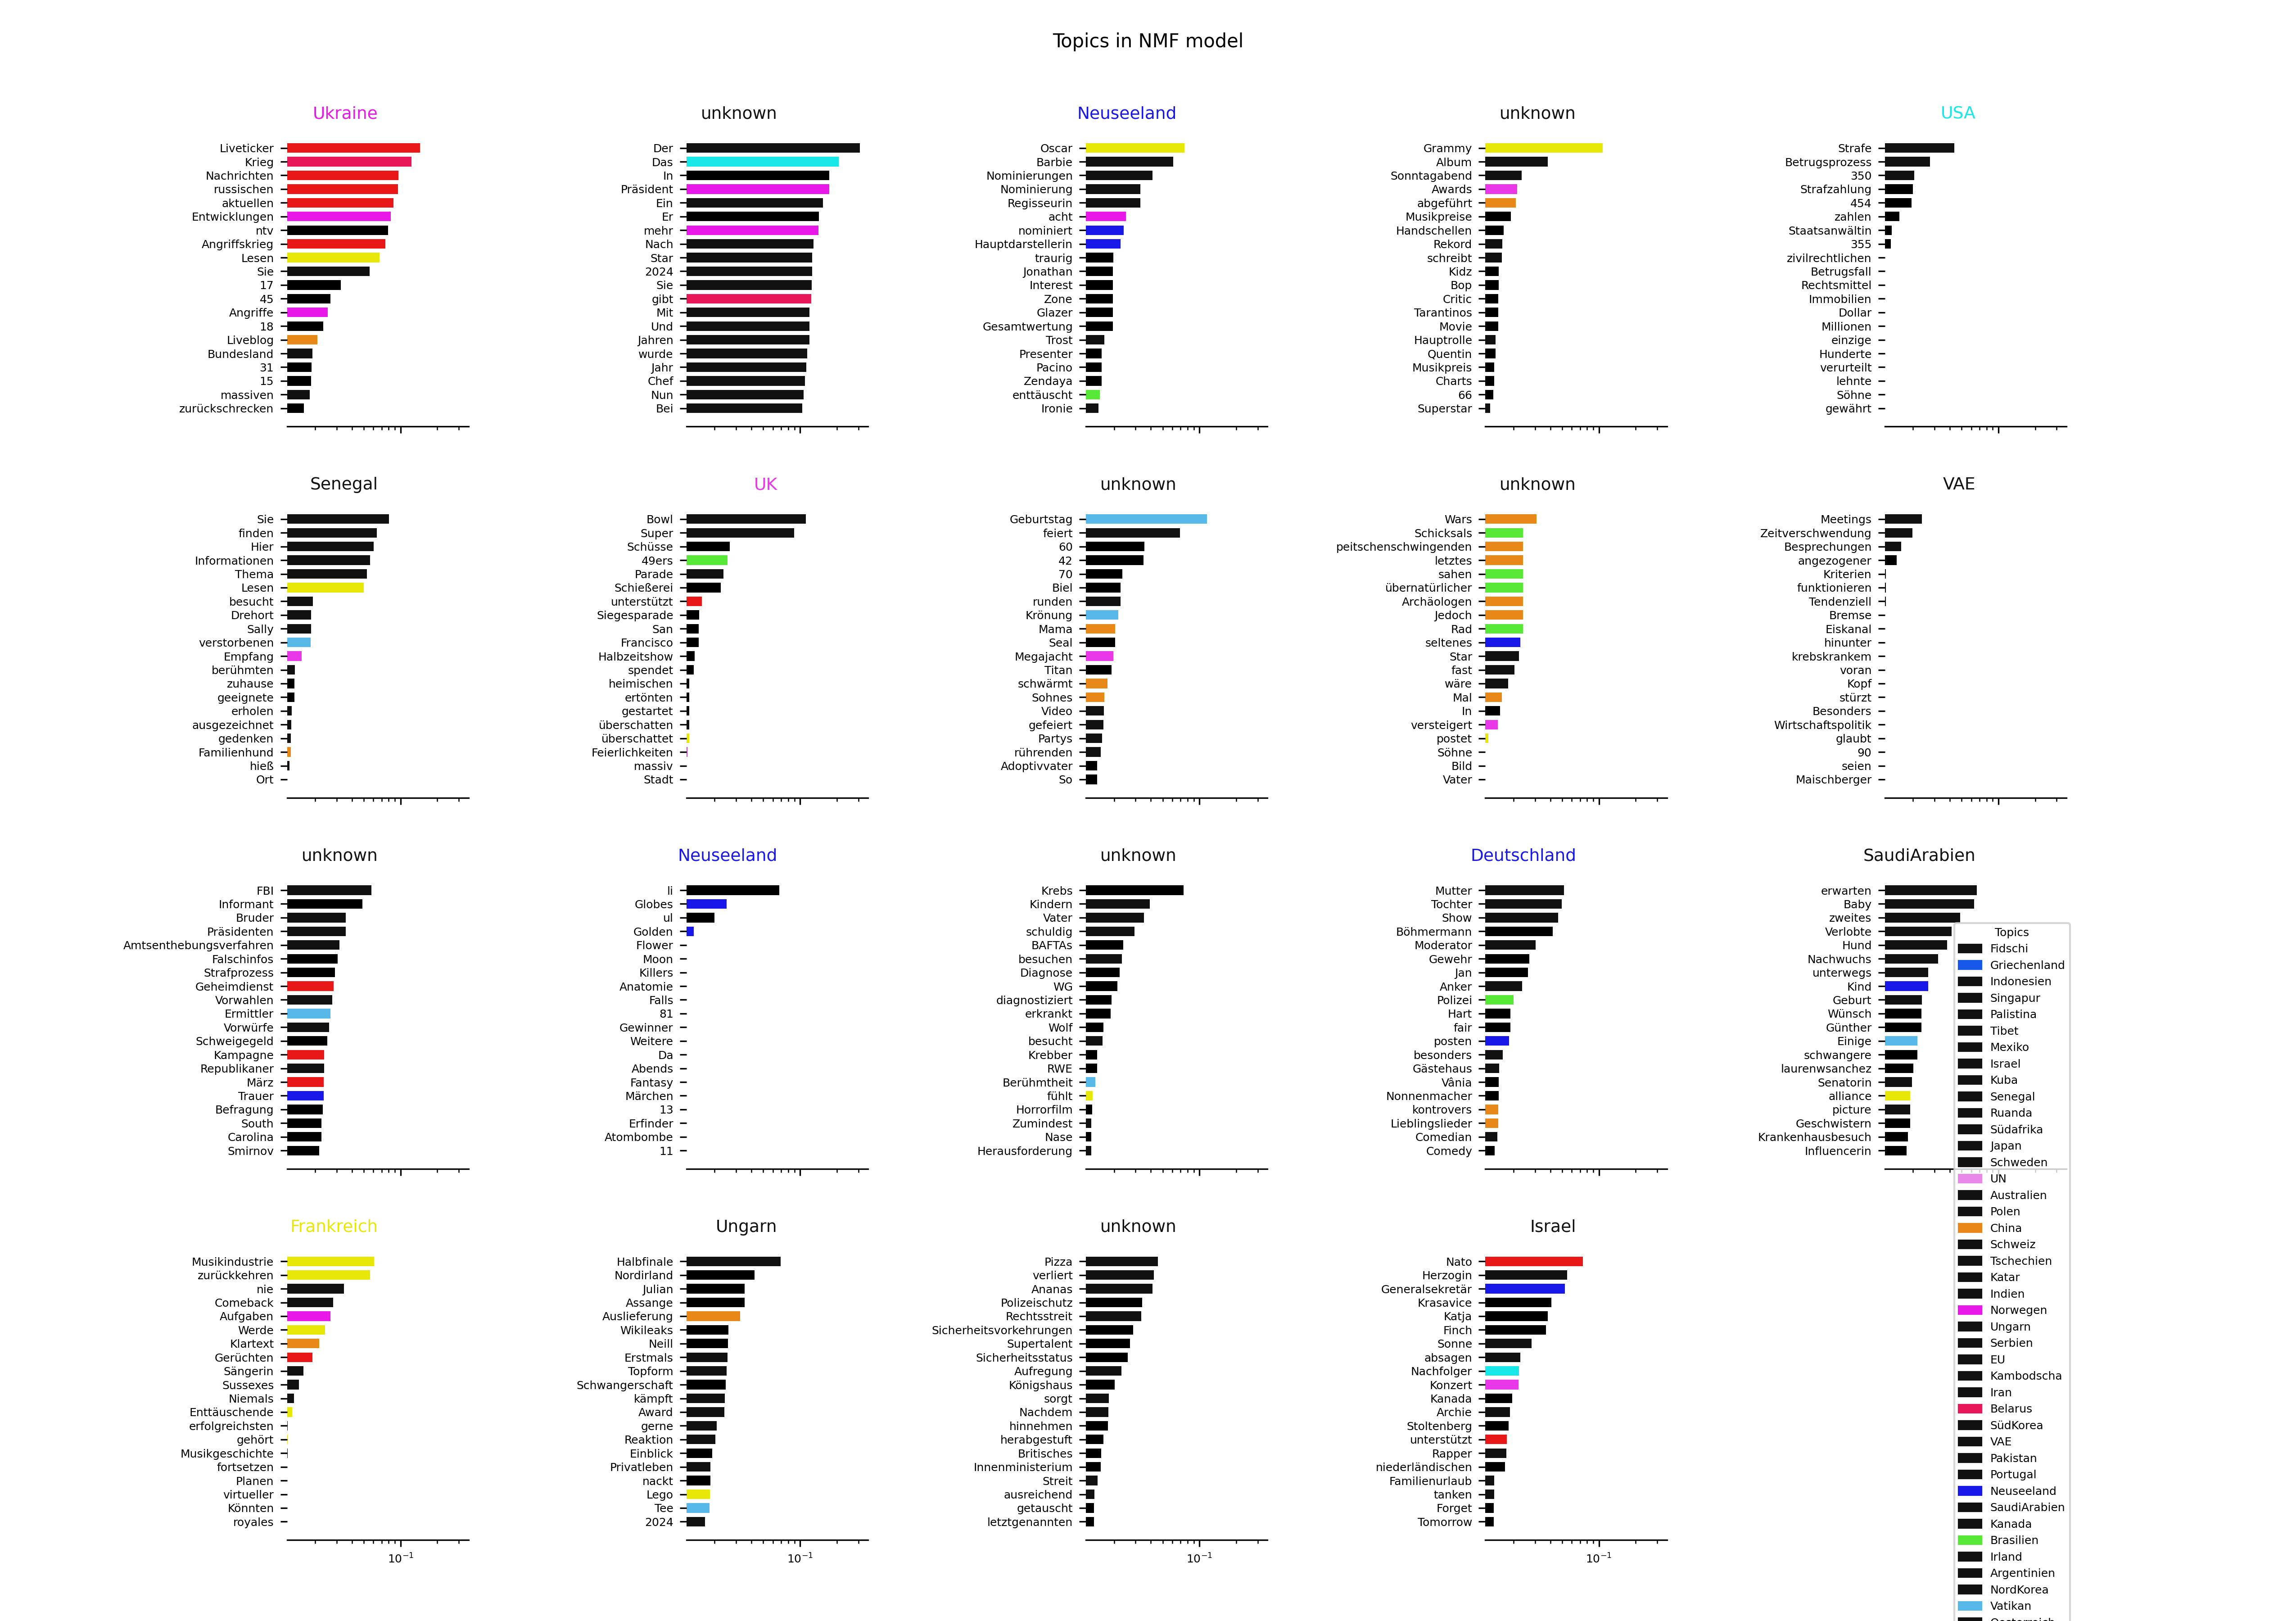 Topics in NMF model
Ukraine
Liveticker
Krieg
Nachrichten
russischen
aktuellen
Entwicklungen
ntv
Angriffskrieg
Lesen
Sie
17
45
Angriffe
18
Liveblog
Bundesland
31
15
massiven
zurückschrecken
unknown
Der
Das
In
Präsident
Ein
Er
mehr
Nach
Star
2024
Sie
gibt
Mit
Und
Jahren
wurde
Jahr
Chef
Nun
Bei
Neuseeland
Oscar
Barbie
Nominierungen
Nominierung
Regisseurin
acht
nominiert
Hauptdarstellerin
traurig
Jonathan
Interest
Zone
Glazer
Gesamtwertung
Trost
Presenter
Pacino
Zendaya
enttäuscht
Ironie
unknown
Grammy
Album
Sonntagabend
Awards
abgeführt
Musikpreise
Handschellen
Rekord
schreibt
Kidz
Bop
Critic
Tarantinos
Movie
Hauptrolle
Quentin
Musikpreis
Charts
66
Superstar
USA
Strafe
Betrugsprozess
350
Strafzahlung
454
zahlen
Staatsanwältin
355
zivilrechtlichen
Betrugsfall
Rechtsmittel
Immobilien
Dollar
Millionen
einzige
Hunderte
verurteilt
lehnte
Söhne
gewährt
Senegal
Sie
finden
Hier
Informationen
Thema
Lesen
besucht
Drehort
Sally
verstorbenen
Empfang
berühmten
zuhause
geeignete
erholen
ausgezeichnet
gedenken
Familienhund
hieß
Ort
UK
Bowl
Super
Schüsse
49ers
Parade
Schießerei
unterstützt
Siegesparade
San
Francisco
Halbzeitshow
spendet
heimischen
ertönten
gestartet
überschatten
überschattet
Feierlichkeiten
massiv
Stadt
unknown
Geburtstag
feiert
60
42
70
Biel
runden
Krönung
Mama
Seal
Megajacht
Titan
schwärmt
Sohnes
Video
gefeiert
Partys
rührenden
Adoptivvater
So
unknown
Wars
Schicksals
peitschenschwingenden
letztes
sahen
übernatürlicher
Archäologen
Jedoch
Rad
seltenes
Star
fast
wäre
Mal
In
versteigert
postet
Söhne
Bild
Vater
VAE
Meetings
Zeitverschwendung
Besprechungen
angezogener
Kriterien
funktionieren
Tendenziell
Bremse
Eiskanal
hinunter
krebskrankem
voran
Kopf
stürzt
Besonders
Wirtschaftspolitik
glaubt
90
seien
Maischberger
unknown
FBI
Informant
Bruder
Präsidenten
Amtsenthebungsverfahren
Falschinfos
Strafprozess
Geheimdienst
Vorwahlen
Ermittler
Vorwürfe
Schweigegeld
Kampagne
Republikaner
März
Trauer
Befragung
South
Carolina
Smirnov
Neuseeland
li
Globes
ul
Golden
Flower
Moon
Killers
Anatomie
Falls
81
Gewinner
Weitere
Da
Abends
Fantasy
Märchen
13
Erfinder
Atombombe
11
unknown
Krebs
Kindern
Vater
schuldig
BAFTAs
besuchen
Diagnose
WG
diagnostiziert
erkrankt
Wolf
besucht
Krebber
RWE
Berühmtheit
fühlt
Horrorfilm
Zumindest
Nase
Herausforderung
Deutschland
Mutter
Tochter
Show
Böhmermann
Moderator
Gewehr
Jan
Anker
Polizei
Hart
fair
posten
besonders
Gästehaus
Vânia
Nonnenmacher
kontrovers
Lieblingslieder
Comedian
Comedy
SaudiArabien
erwarten
Baby
zweites
Verlobte
Hund
Nachwuchs
unterwegs
Kind
Geburt
Wünsch
Günther
Einige
schwangere
laurenwsanchez
Senatorin
alliance
picture
Geschwistern
Krankenhausbesuch
Influencerin
Frankreich
Musikindustrie
zurückkehren
nie
Comeback
Aufgaben
Werde
Klartext
Gerüchten
Sängerin
Sussexes
Niemals
Enttäuschende
erfolgreichsten
gehört
Musikgeschichte
fortsetzen
Planen
virtueller
Könnten
royales
10⁻¹
Ungarn
Halbfinale
Nordirland
Julian
Assange
Auslieferung
Wikileaks
Neill
Erstmals
Topform
Schwangerschaft
kämpft
Award
gerne
Reaktion
Einblick
Privatleben
nackt
Lego
Tee
2024
10⁻¹
unknown
Pizza
verliert
Ananas
Polizeischutz
Rechtsstreit
Sicherheitsvorkehrungen
Supertalent
Sicherheitsstatus
Aufregung
Königshaus
sorgt
Nachdem
hinnehmen
herabgestuft
Britisches
Innenministerium
Streit
ausreichend
getauscht
letztgenannten
10⁻¹
Israel
Nato
Herzogin
Generalsekretär
Krasavice
Katja
Finch
Sonne
absagen
Nachfolger
Konzert
Kanada
Archie
Stoltenberg
unterstützt
Rapper
niederländischen
Familienurlaub
tanken
Forget
Tomorrow
10⁻¹
Topics
Fidschi
Griechenland
Indonesien
Singapur
Palistina
Tibet
Mexiko
Israel
Kuba
Senegal
Ruanda
Südafrika
Japan
Schweden
UN
Australien
Polen
China
Schweiz
Tschechien
Katar
Indien
Norwegen
Ungarn
Serbien
EU
Kambodscha
Iran
Belarus
SüdKorea
VAE
Pakistan
Portugal
Neuseeland
SaudiArabien
Kanada
Brasilien
Irland
Argentinien
NordKorea
Vatikan